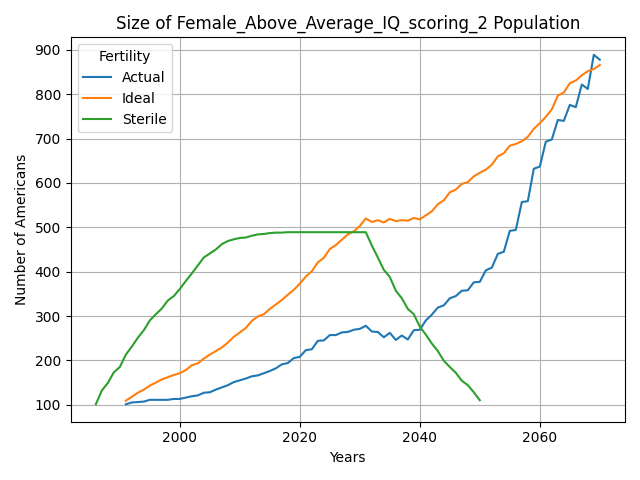 Size of Female_Above_Average_IQ_scoring_2 Population
Number of Americans
900
800
700
600
500
400
300
200
100
Fertility
Actual
Ideal
Sterile
2000
2020
2040
2060
Years